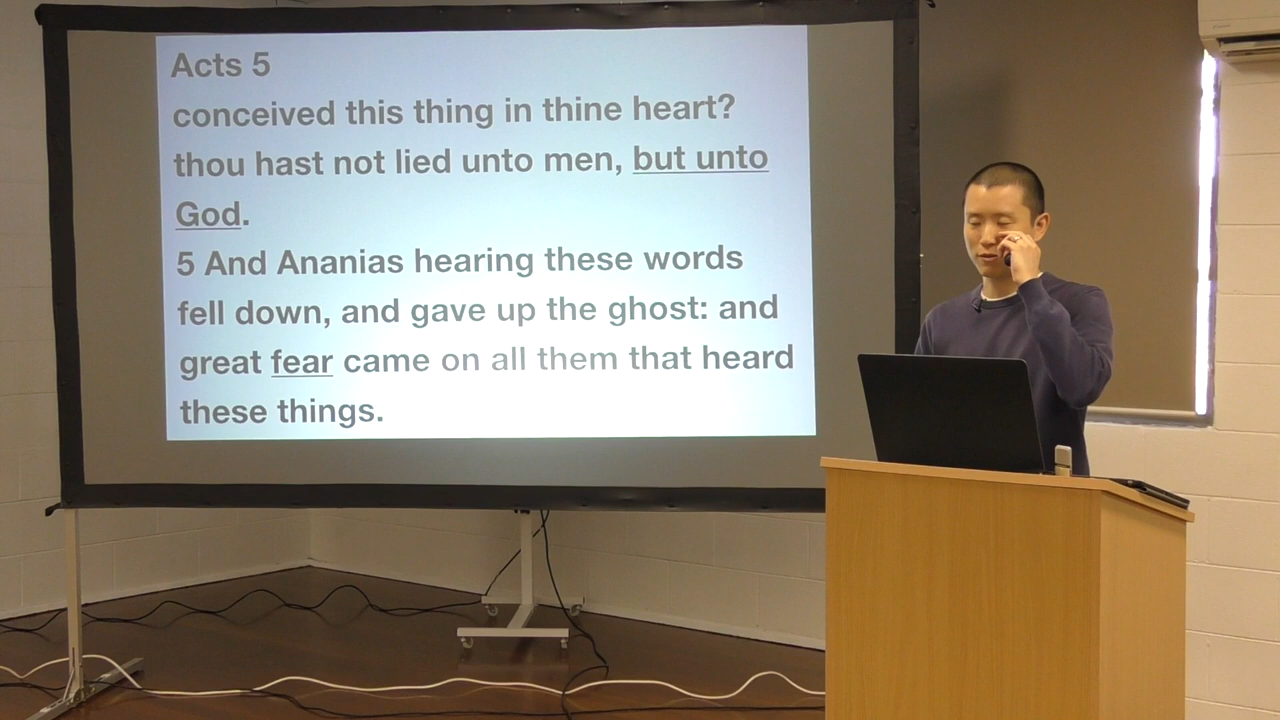 Acts 5
conceived this thing in thine heart?
thou hast not lied unto men, but unto
God.
5 And Ananias hearing these words
fell down, and gave up the ghost: and
great fear came on all them that heard
these things.